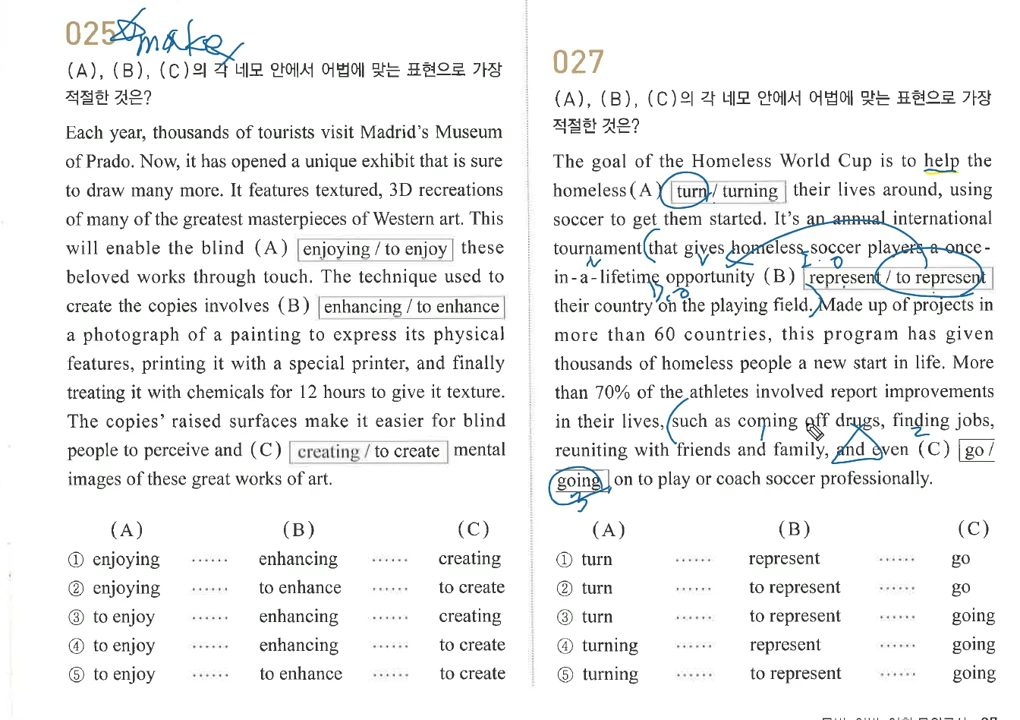 025 make
(A), (B), (C)의 각 네모 안에서 어법에 맞는 표현으로 가장
적절한 것은?
Each year, thousands of tourists visit Madrid's Museum
of Prado. Now, it has opened a unique exhibit that is sure
to draw many more. It features textured, 3D recreations
of many of the greatest masterpieces of Western art. This
will enable the blind (A) enjoying / to enjoy these
beloved works through touch. The technique used to
create the copies involves (B) enhancing / to enhance
a photograph of a painting to express its physical
features, printing it with a special printer, and finally
treating it with chemicals for 12 hours to give it texture.
The copies' raised surfaces make it easier for blind
people to perceive and (C) creating / to create mental
images of these great works of art.
(A) (B) (C)
① enjoying ...... enhancing ...... creating
② enjoying ...... to enhance ...... to create
③ to enjoy ...... enhancing ...... creating
④ to enjoy ...... enhancing ...... to create
⑤ to enjoy ...... to enhance ...... to create
027
(A), (B), (C)의 각 네모 안에서 어법에 맞는 표현으로 가장
적절한 것은?
The goal of the Homeless World Cup is to help the
homeless (A) turn / turning their lives around, using
soccer to get them started. It's an annual international
tournament that gives homeless soccer players a once-
in-a-lifetime opportunity (B) represent / to represent
their country on the playing field. Made up of projects in
more than 60 countries, this program has given
thousands of homeless people a new start in life. More
than 70% of the athletes involved report improvements
in their lives, such as coming off drugs, finding jobs,
reuniting with friends and family, and even (C) go /
going on to play or coach soccer professionally.
(A) (B) (C)
① turn ...... represent ...... go
② turn ...... to represent ...... go
③ turn ...... to represent ...... going
④ turning ...... represent ...... going
⑤ turning ...... to represent ...... going